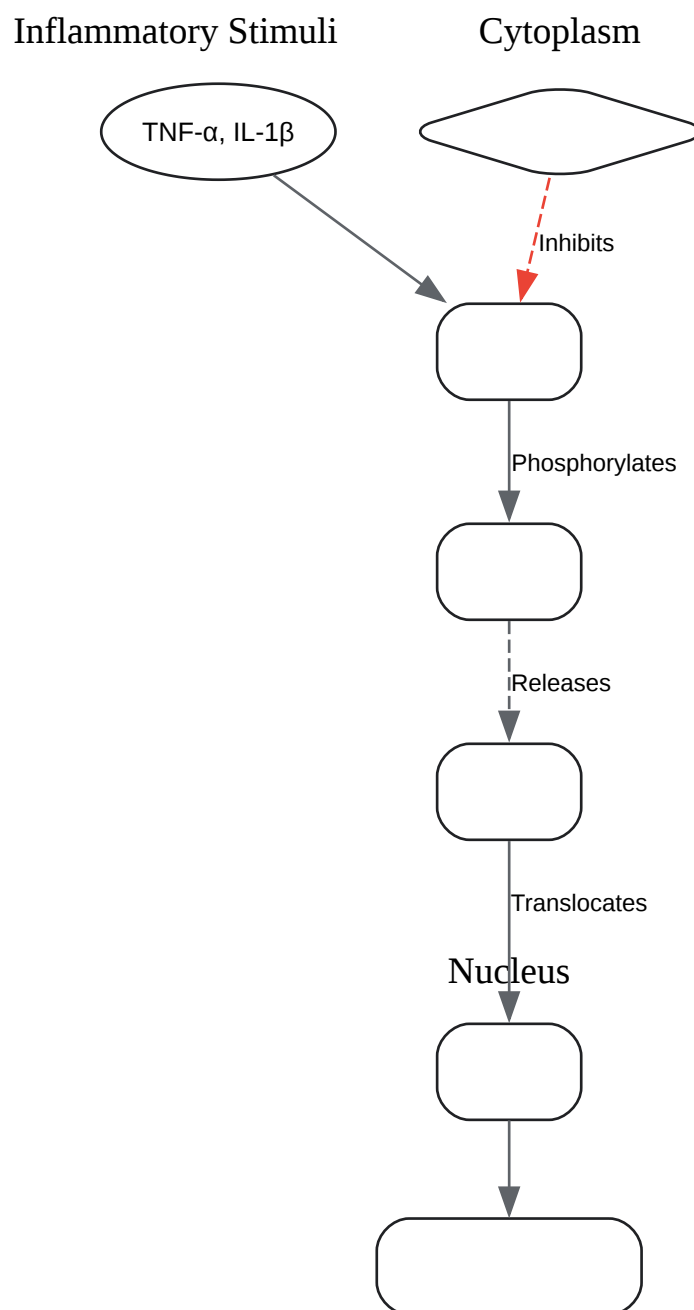 Inflammatory Stimuli
Cytoplasm
TNF-α, IL-1β
Inhibits
Phosphorylates
Releases
Translocates
Nucleus